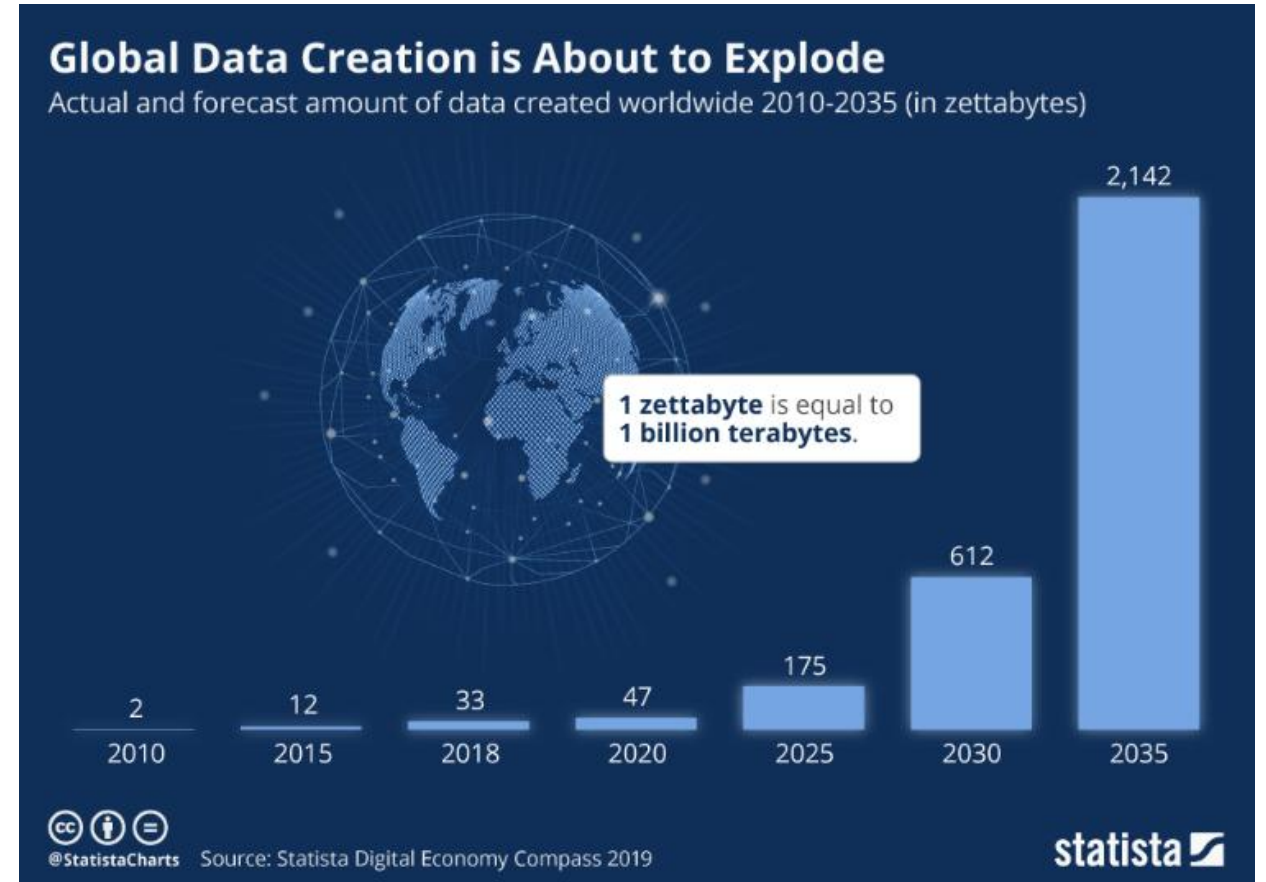 Global Data Creation is About to Explode
Actual and forecast amount of data created worldwide 2010-2035 (in zettabytes)
2,142
1 zettabyte is equal to
1 billion terabytes.
612
175
2
12
33
47
2010
2015
2018
2020
2025
2030
2035
cc
@StatistaCharts
Source: Statista Digital Economy Compass 2019
statista